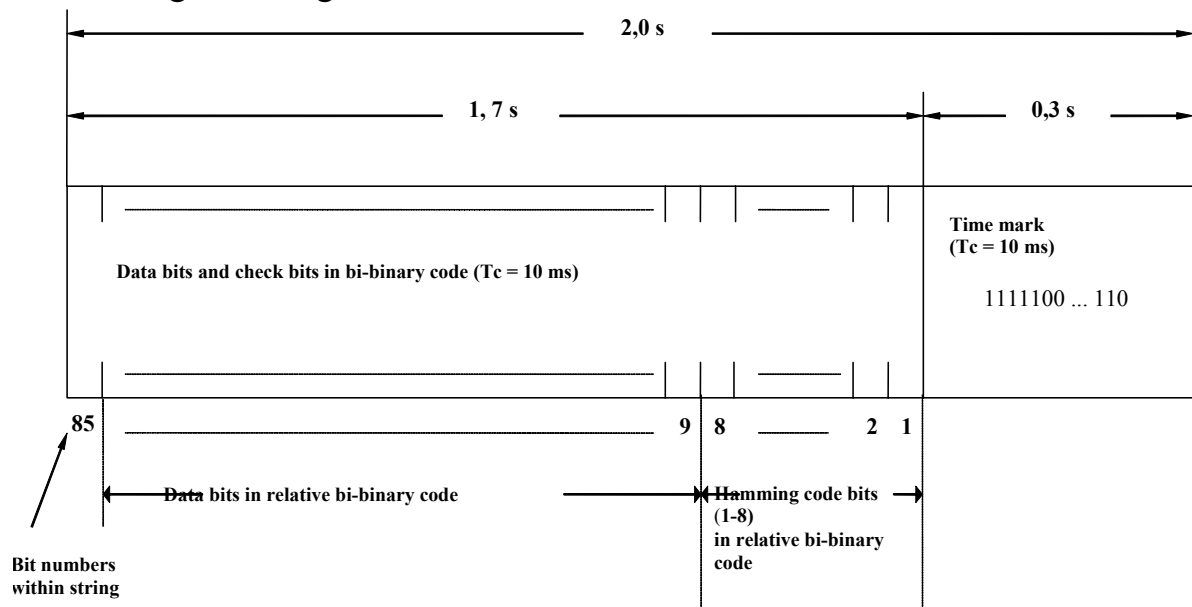 2,0 s
1, 7 s
0,3 s
Time mark
(Tc = 10 ms)
Data bits and check bits in bi-binary code (Tc = 10 ms)
1111100 ... 110
85
9
8
2
1
Data bits in relative bi-binary code
Hamming code bits
(1-8)
in relative bi-binary
code
Bit numbers
within string